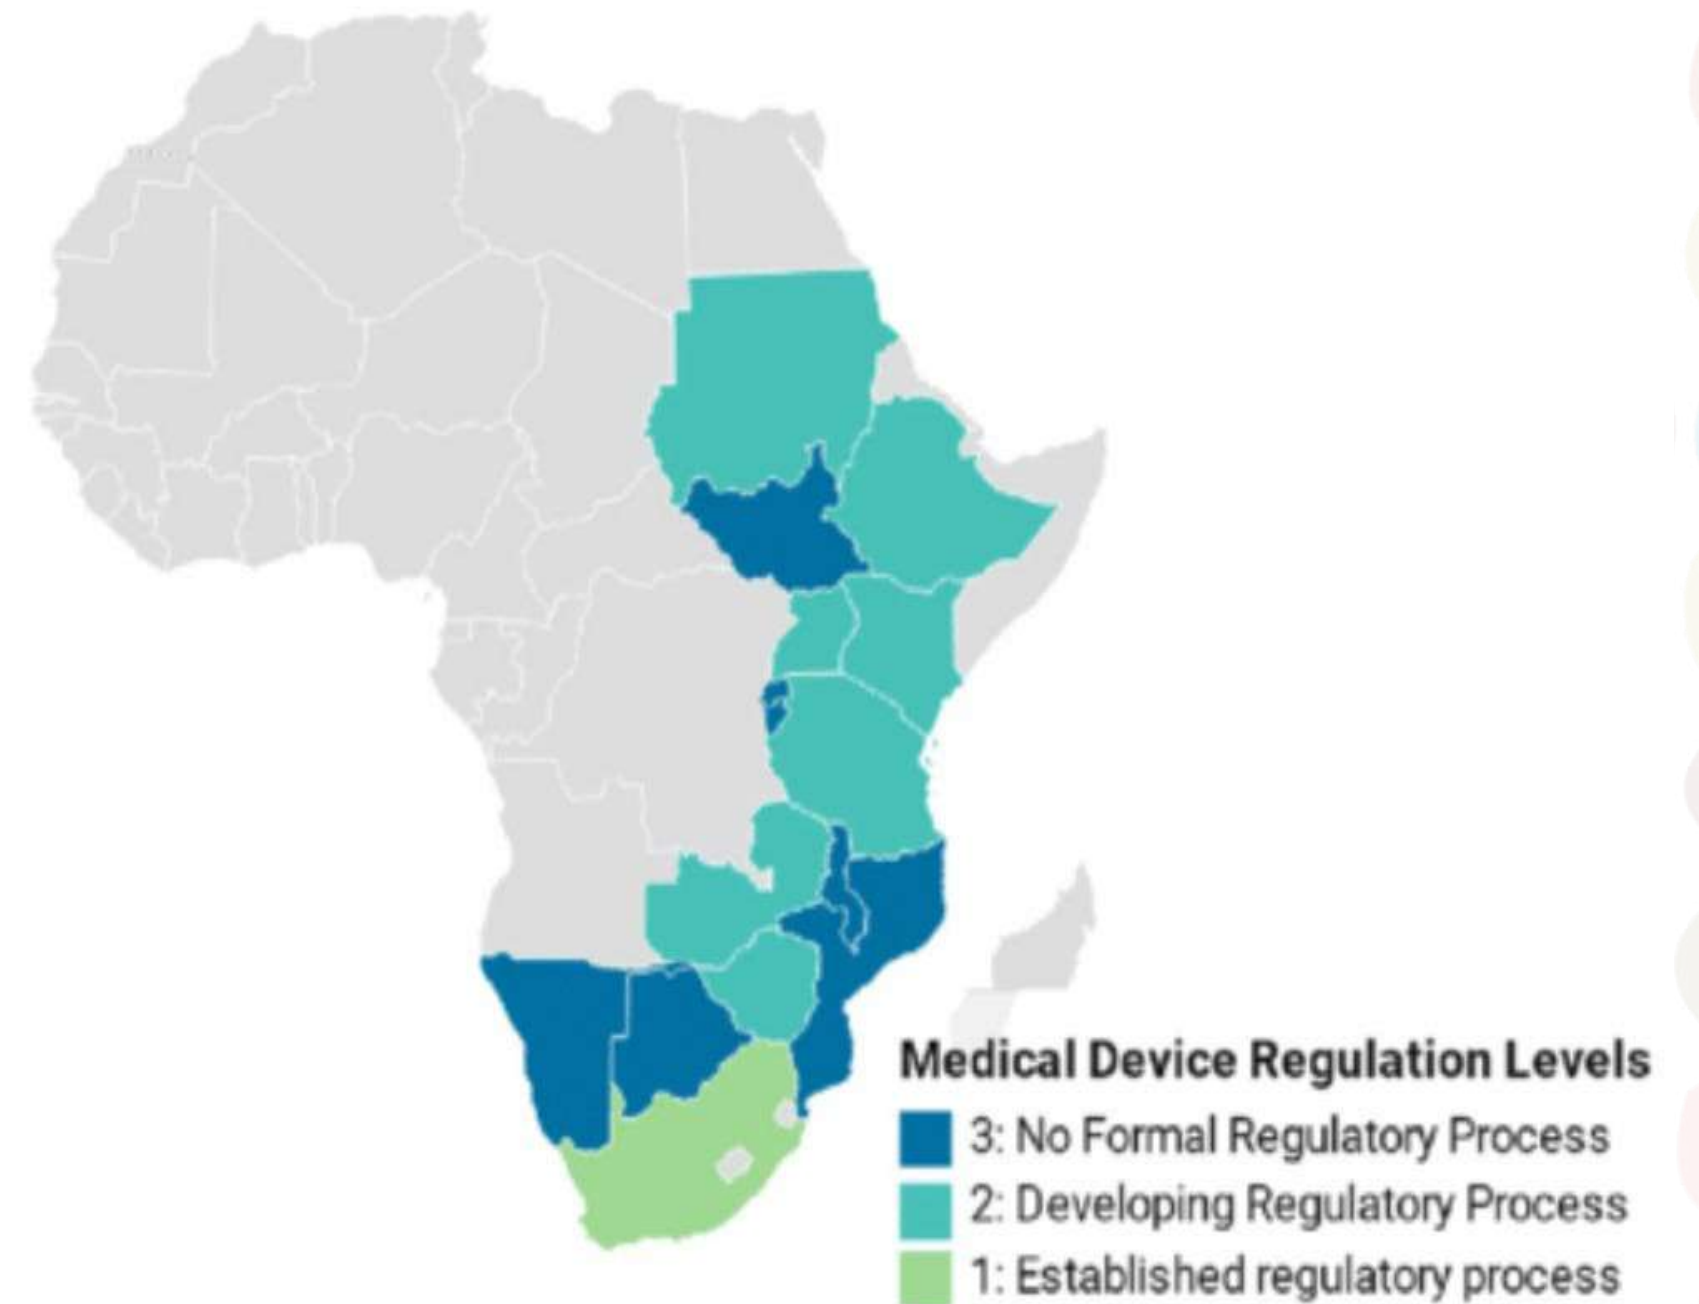 Medical Device Regulation Levels
3: No Formal Regulatory Process
2: Developing Regulatory Process
1: Established regulatory process